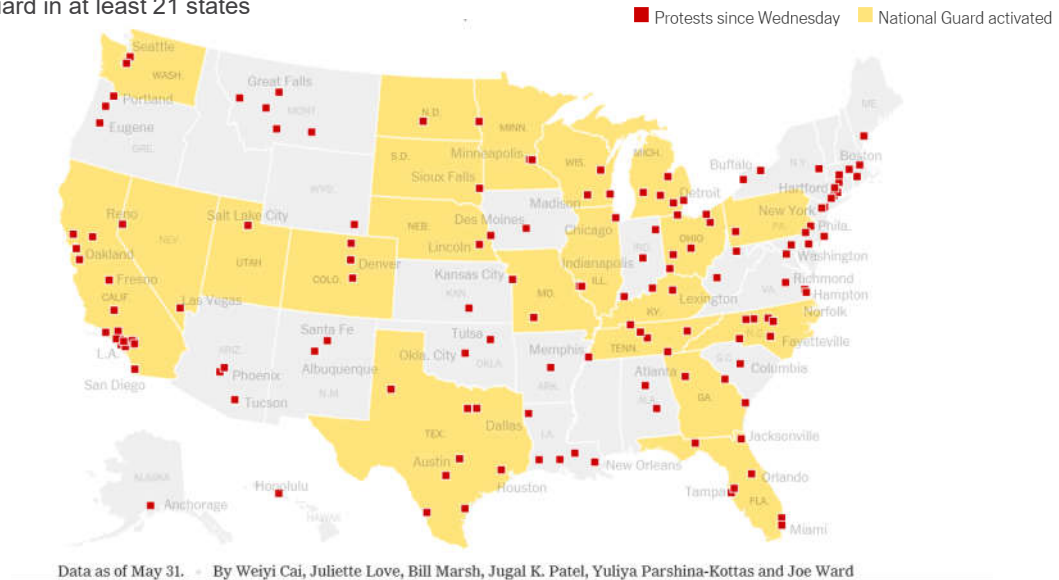 ard in at least 21 states
Protests since Wednesday
National Guard activated
Seattle
WASH.
Great Falls
Portland
MONT.
N.D.
MINN.
ME.
Eugene
ORE.
S.D.
Minneapolis
WIS.
MICH.
Buffalo
N.Y.
Boston
Sioux Falls
WYO.
Madison
Detroit
Hartford
Reno
Salt Lake City
NEB.
Des Moines
Chicago
New York
PA.
Phila.
NEV.
Lincoln
OHIO
Oakland
UTAH
Denver
IND.
Indianapolis
Washington
Fresno
COLO.
Kansas City
ILL.
Richmond
CALIF.
Las Vegas
KAN.
MO.
Lexington
VA.
Hampton
KY.
Norfolk
Santa Fe
Tulsa
N.C.
L.A.
ARIZ.
Okla. City
OKLA.
Memphis
TENN.
Fayetteville
San Diego
Phoenix
Albuquerque
ARK.
Atlanta
S.C.
Columbia
N.M.
Tucson
ALA.
GA.
TEX.
Dallas
LA.
Jacksonville
Austin
New Orleans
ALASKA
Honolulu
Houston
Tampa
Orlando
Anchorage
HAWAII
FLA.
Miami
Data as of May 31. • By Weiyi Cai, Juliette Love, Bill Marsh, Jugal K. Patel, Yuliya Parshina-Kottas and Joe Ward